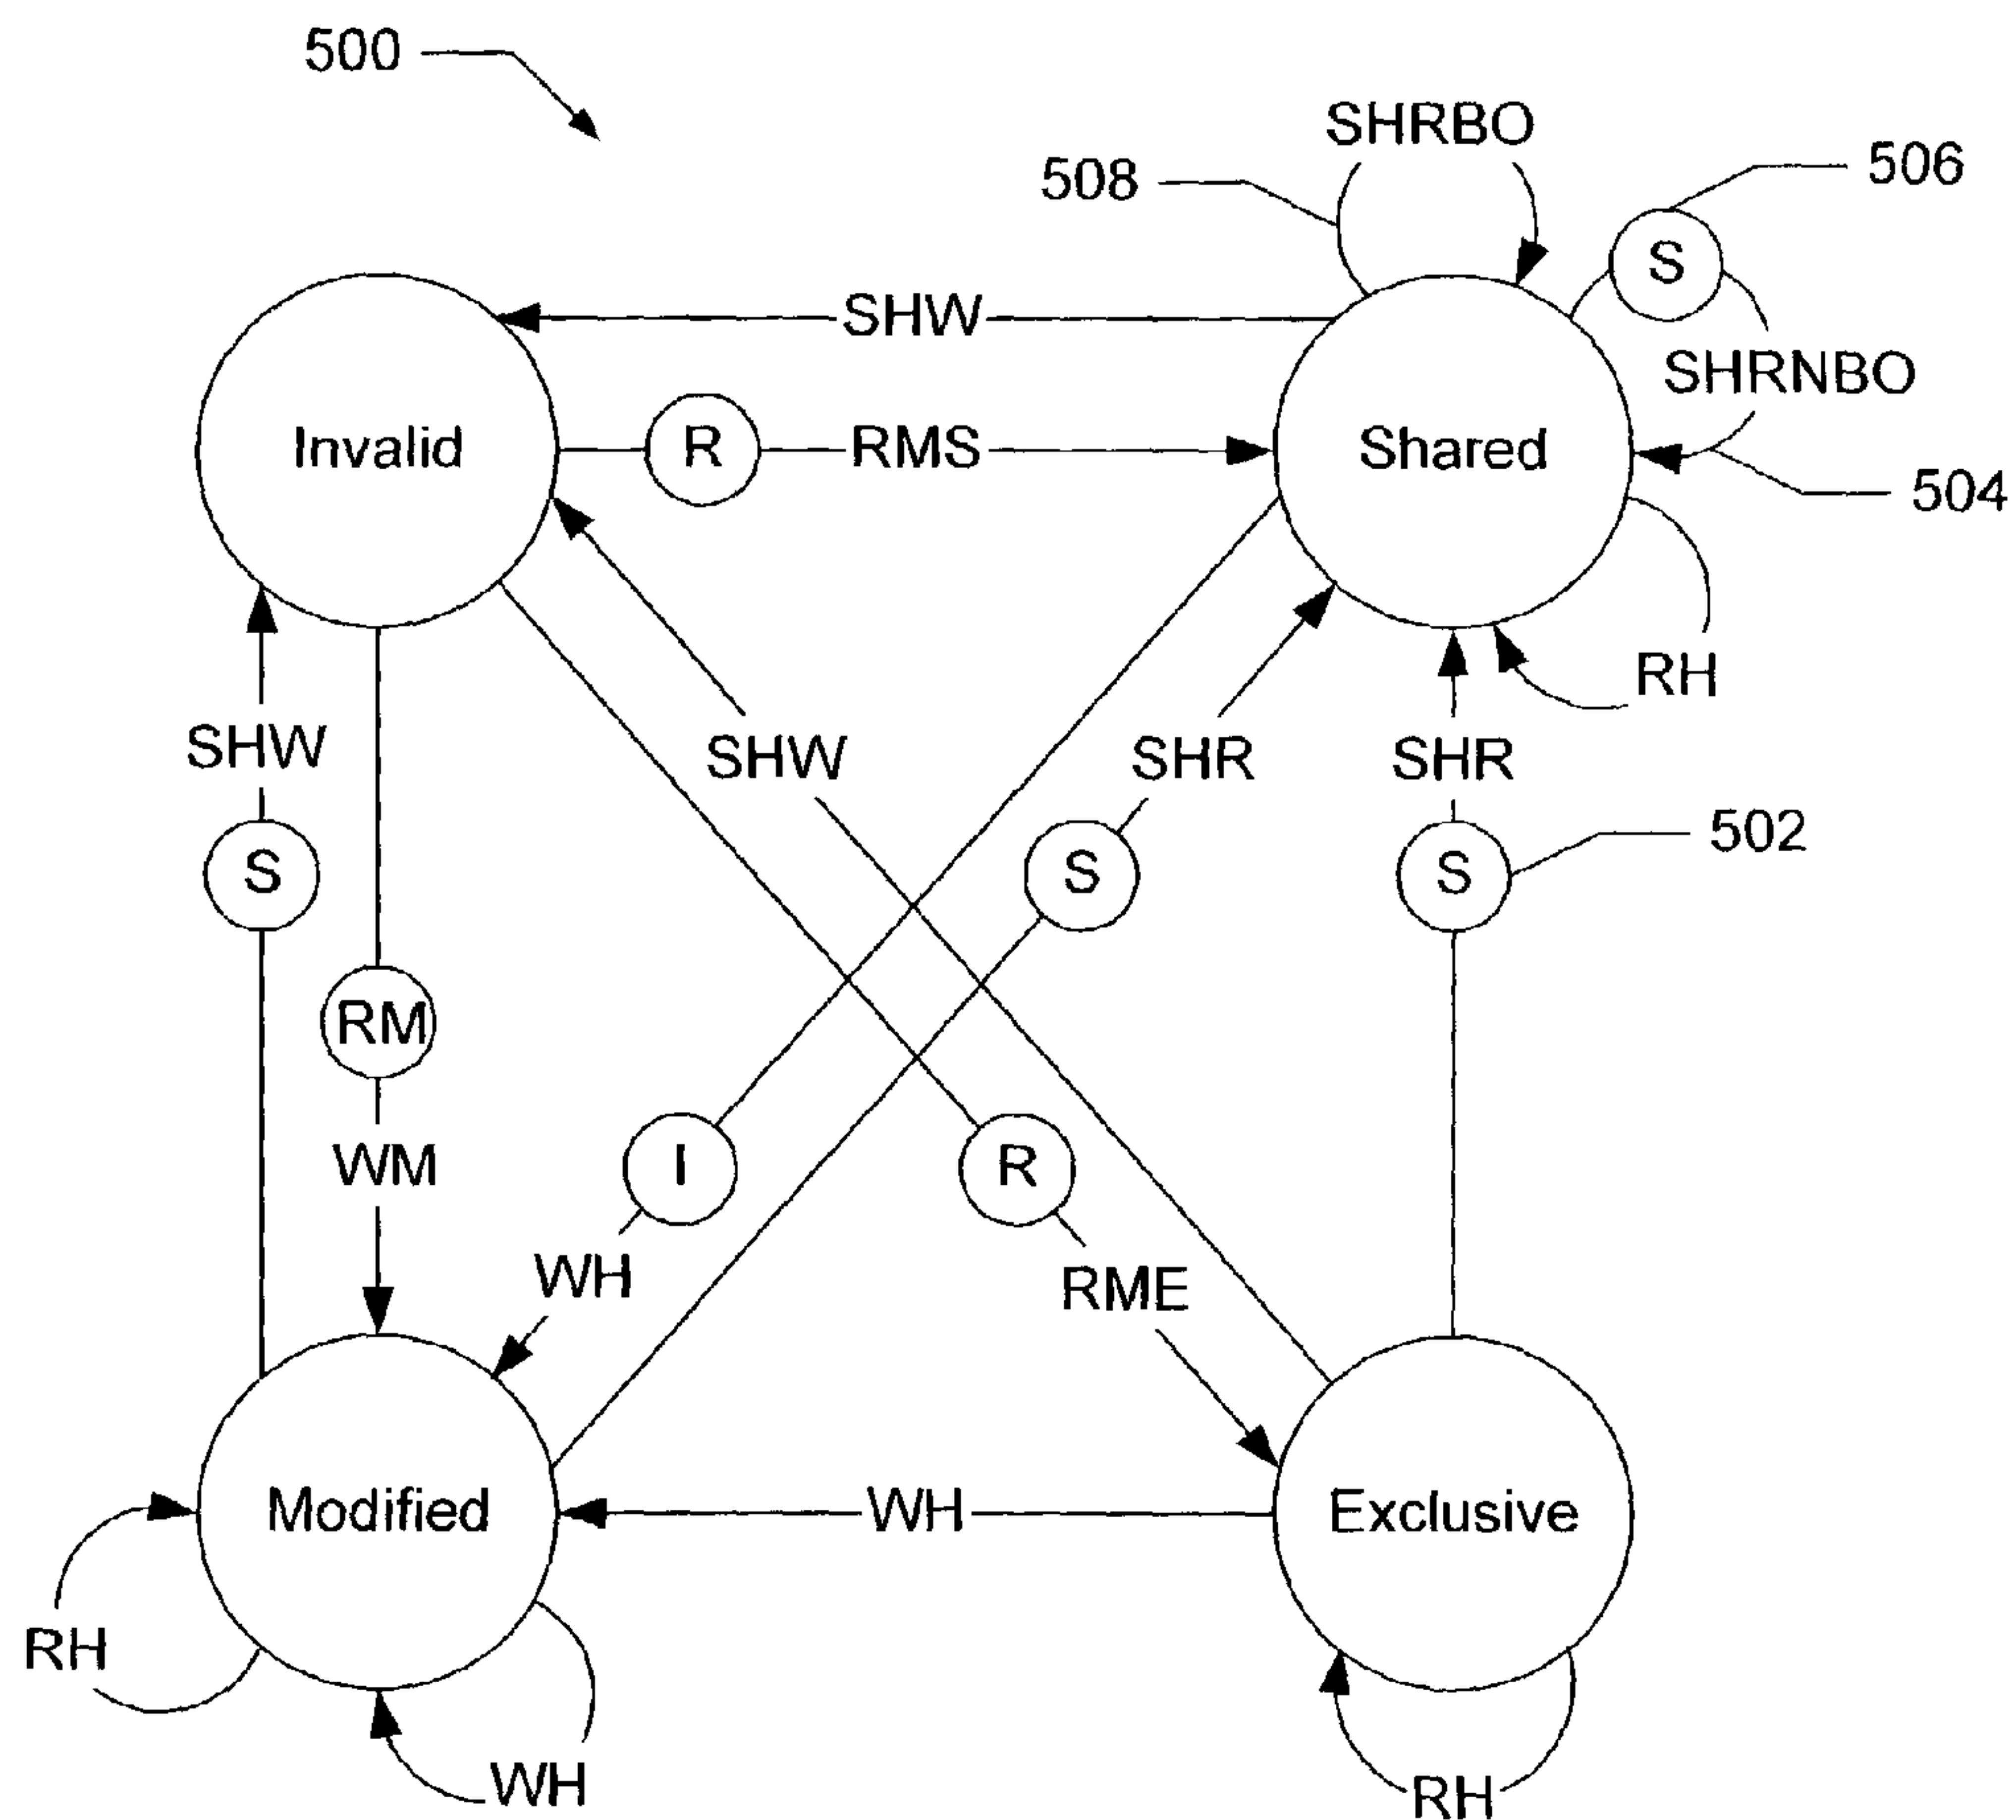 500
SHRBO
508
506
S
SHW
SHRNBO
Invalid
R
RMS
Shared
504
RH
SHW
SHW
SHR
SHR
502
S
S
S
RM
WM
I
R
WH
RME
Modified
WH
Exclusive
RH
WH
RH